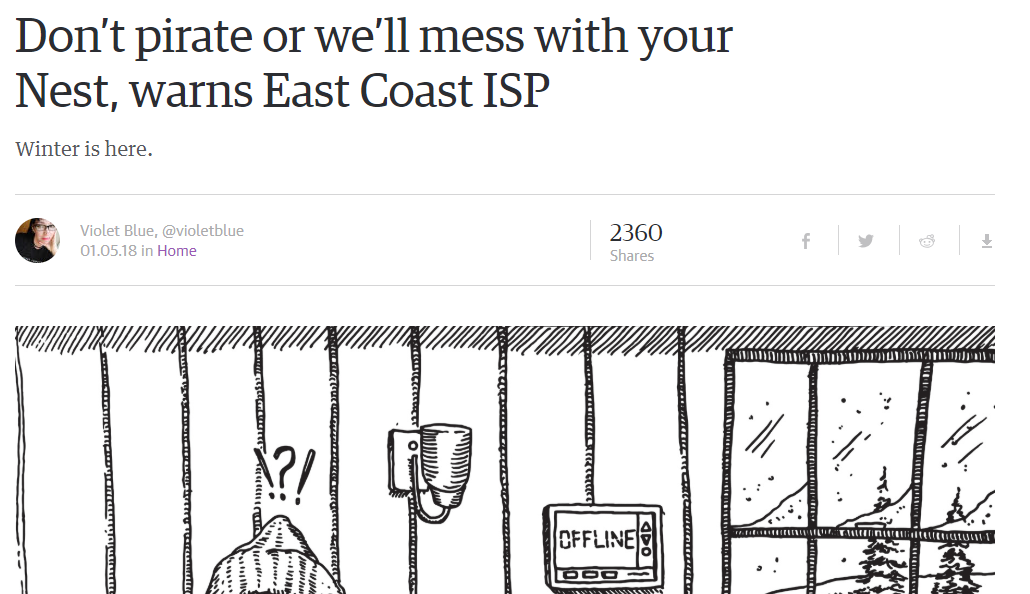 Don't pirate or we'll mess with your
Nest, warns East Coast ISP
Winter is here.
Violet Blue, @violetblue
01.05.18 in Home
2360
Shares
\?/
OFFLINE